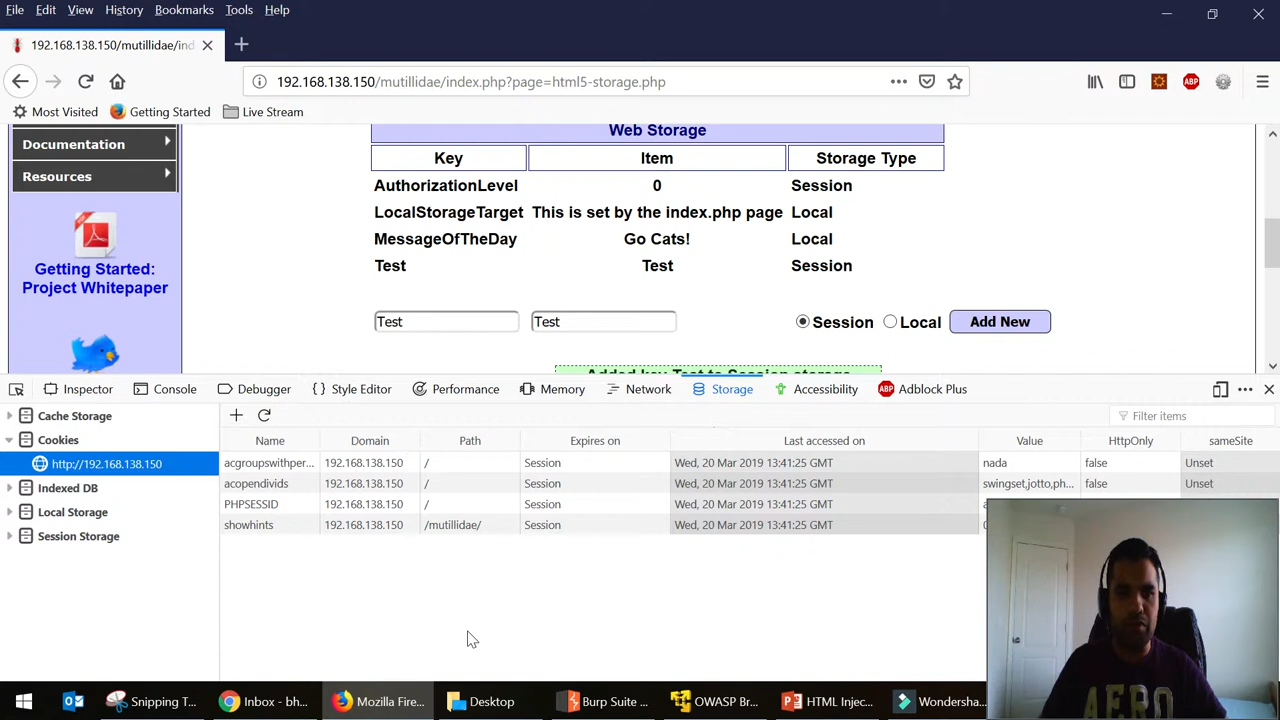 File Edit View History Bookmarks Tools Help
192.168.138.150/mutillidae/ind
192.168.138.150/mutillidae/index.php?page=html5-storage.php
Most Visited Getting Started Live Stream
Documentation
Resources
Getting Started:
Project Whitepaper
Web Storage
Key Item Storage Type
AuthorizationLevel 0 Session
LocalStorageTarget This is set by the index.php page Local
MessageOfTheDay Go Cats! Local
Test Test Session
Test Test Session Local Add New
Added key Test to Session storage
Inspector Console Debugger Style Editor Performance Memory Network Storage Accessibility ABP Adblock Plus
Cache Storage
Cookies
http://192.168.138.150
Indexed DB
Local Storage
Session Storage
Filter items
Name Domain Path Expires on Last accessed on Value HttpOnly sameSite
acgroupswithper... 192.168.138.150 / Session Wed, 20 Mar 2019 13:41:25 GMT nada false Unset
acopendivids 192.168.138.150 / Session Wed, 20 Mar 2019 13:41:25 GMT swingset,jotto,ph... false Unset
PHPSESSID 192.168.138.150 / Session Wed, 20 Mar 2019 13:41:25 GMT
showhints 192.168.138.150 /mutillidae/ Session Wed, 20 Mar 2019 13:41:25 GMT
AERO
Snipping T... Inbox - bh... Mozilla Fire... Desktop Burp Suite ... OWASP Br... HTML Injec... Wondersha...